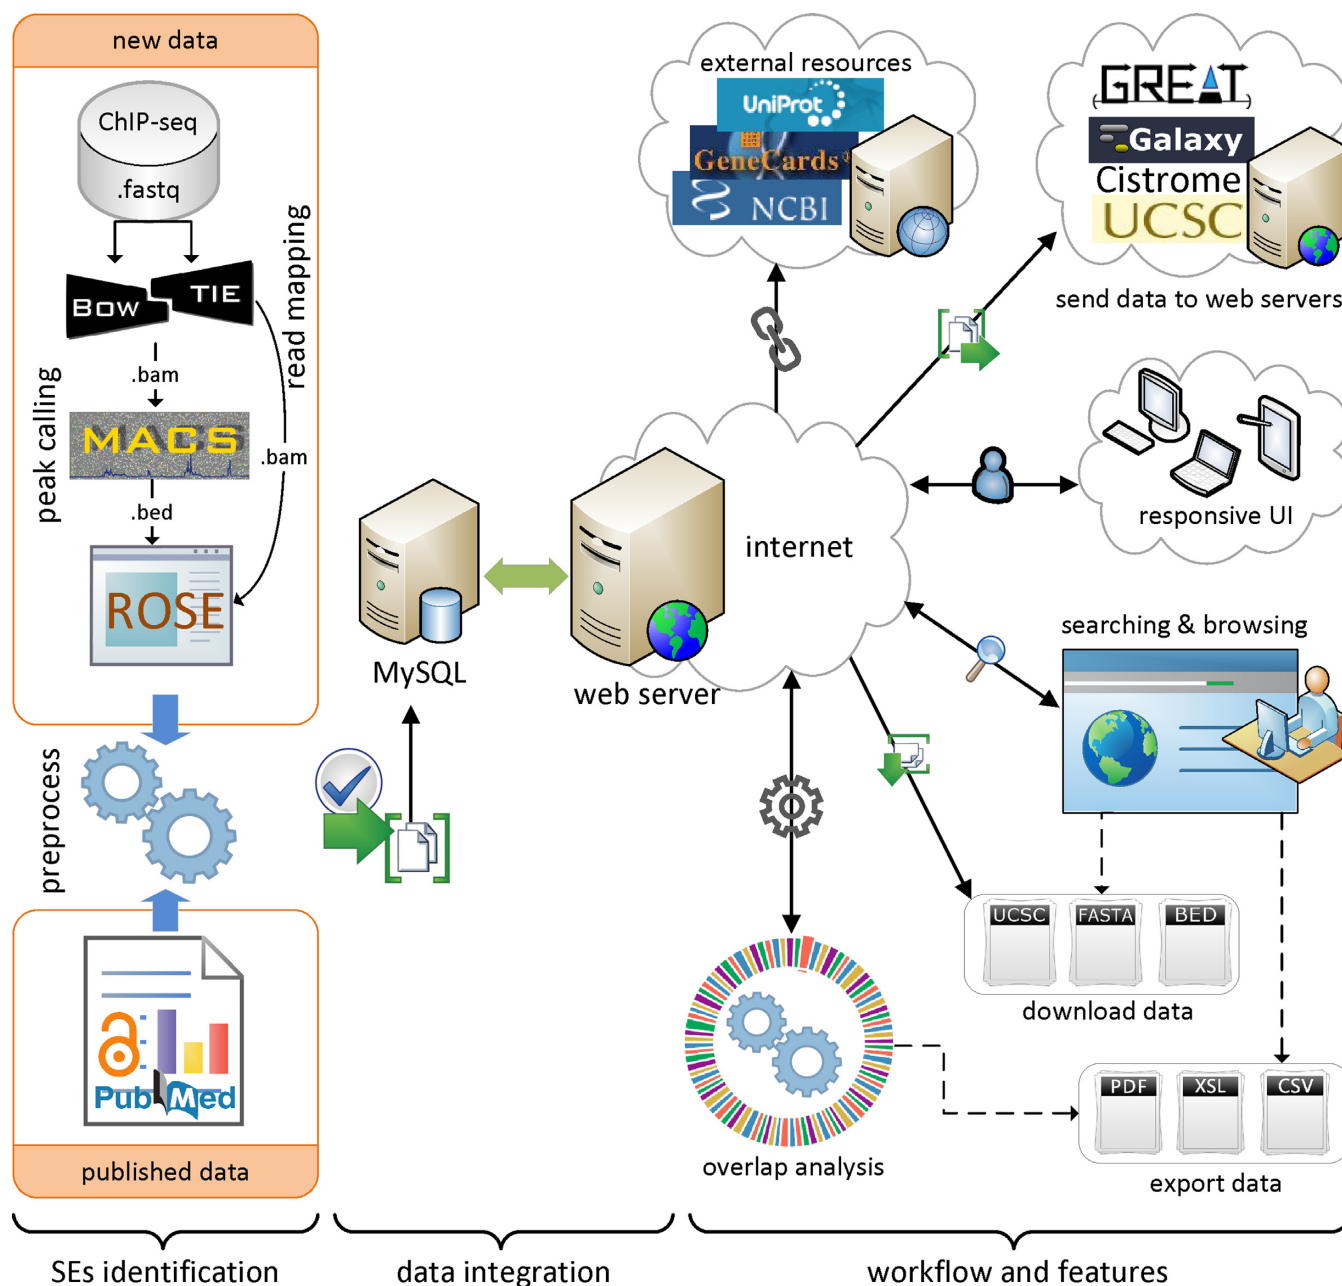 new data
ChIP-seq
.fastq
read mapping
BOW
TIE
.bam
peak calling
MACS
.bam
.bed
ROSE
preprocess
PubMed
published data
SEs identification
MySQL
web server
internet
data integration
external resources
UniProt
GeneCards
NCBI
GREAT
Galaxy
Cistrome
UCSC
send data to web servers
responsive UI
searching & browsing
UCSC
FASTA
BED
download data
PDF
XSL
CSV
export data
overlap analysis
workflow and features